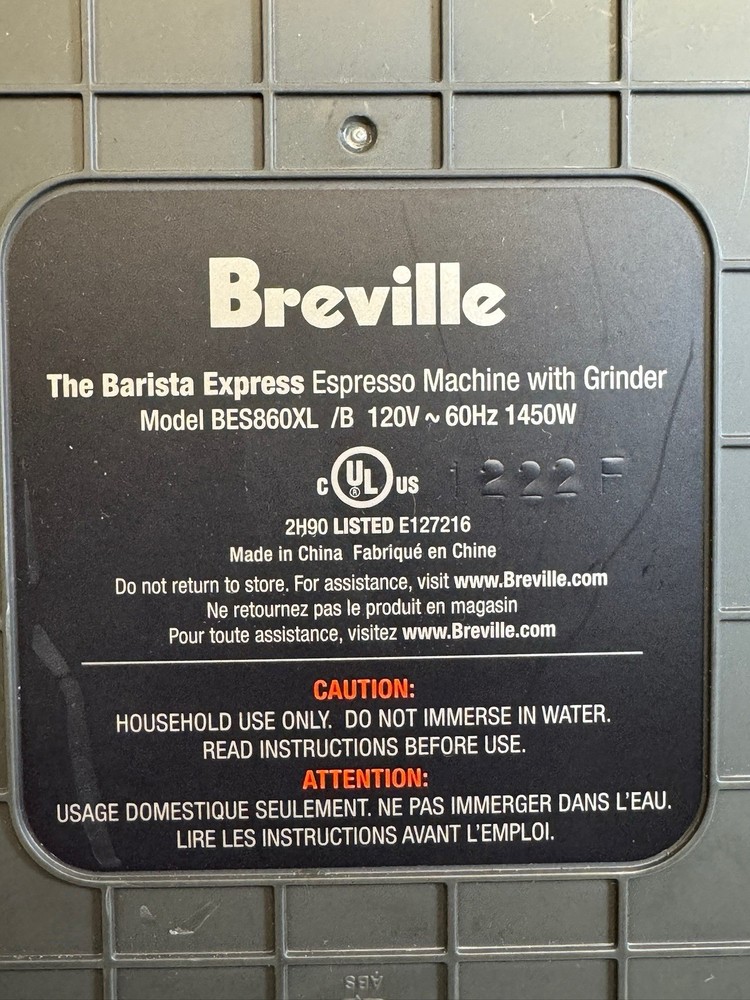 Breville
The Barista Express Espresso Machine with Grinder
Model BES860XL /B 120V ~ 60Hz 1450W
C UL ® US 1222F
2H90 LISTED E127216
Made in China Fabriqué en Chine
Do not return to store. For assistance, visit www.Breville.com
Ne retournez pas le produit en magasin
Pour toute assistance, visitez www.Breville.com
CAUTION:
HOUSEHOLD USE ONLY. DO NOT IMMERSE IN WATER.
READ INSTRUCTIONS BEFORE USE.
ATTENTION:
USAGE DOMESTIQUE SEULEMENT. NE PAS IMMERGER DANS L'EAU.
LIRE LES INSTRUCTIONS AVANT L'EMPLOI.
ABS